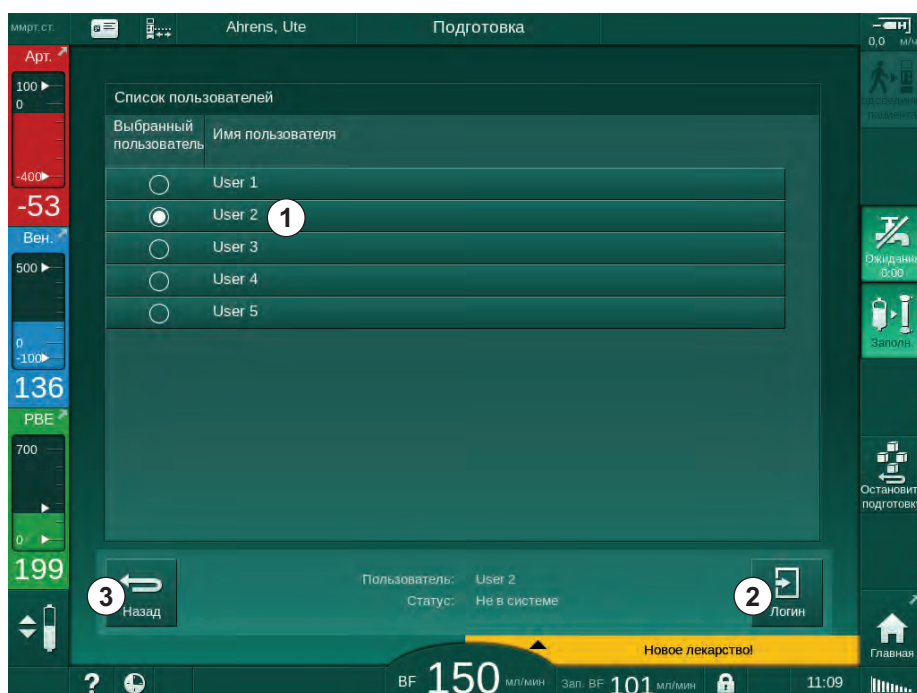 ммрт.ст.
Ahrens, Ute
Подготовка
0,0 м/ч
Арт.
100
0
-400
-53
Вен.
500
0
-100
136
PBE
700
0
199
Список пользователей
Выбранный
пользователь
Имя пользователя
User 1
User 2
1
User 3
User 4
User 5
Ожидание
0:00
Заполн.
Остановит
подготовк
3
Назад
Пользователь: User 2
Статус: Не в системе
2
Логин
Новое лекарство!
Главная
? BF 150 мл/мин Зап. BF 101 мл/мин 11:09